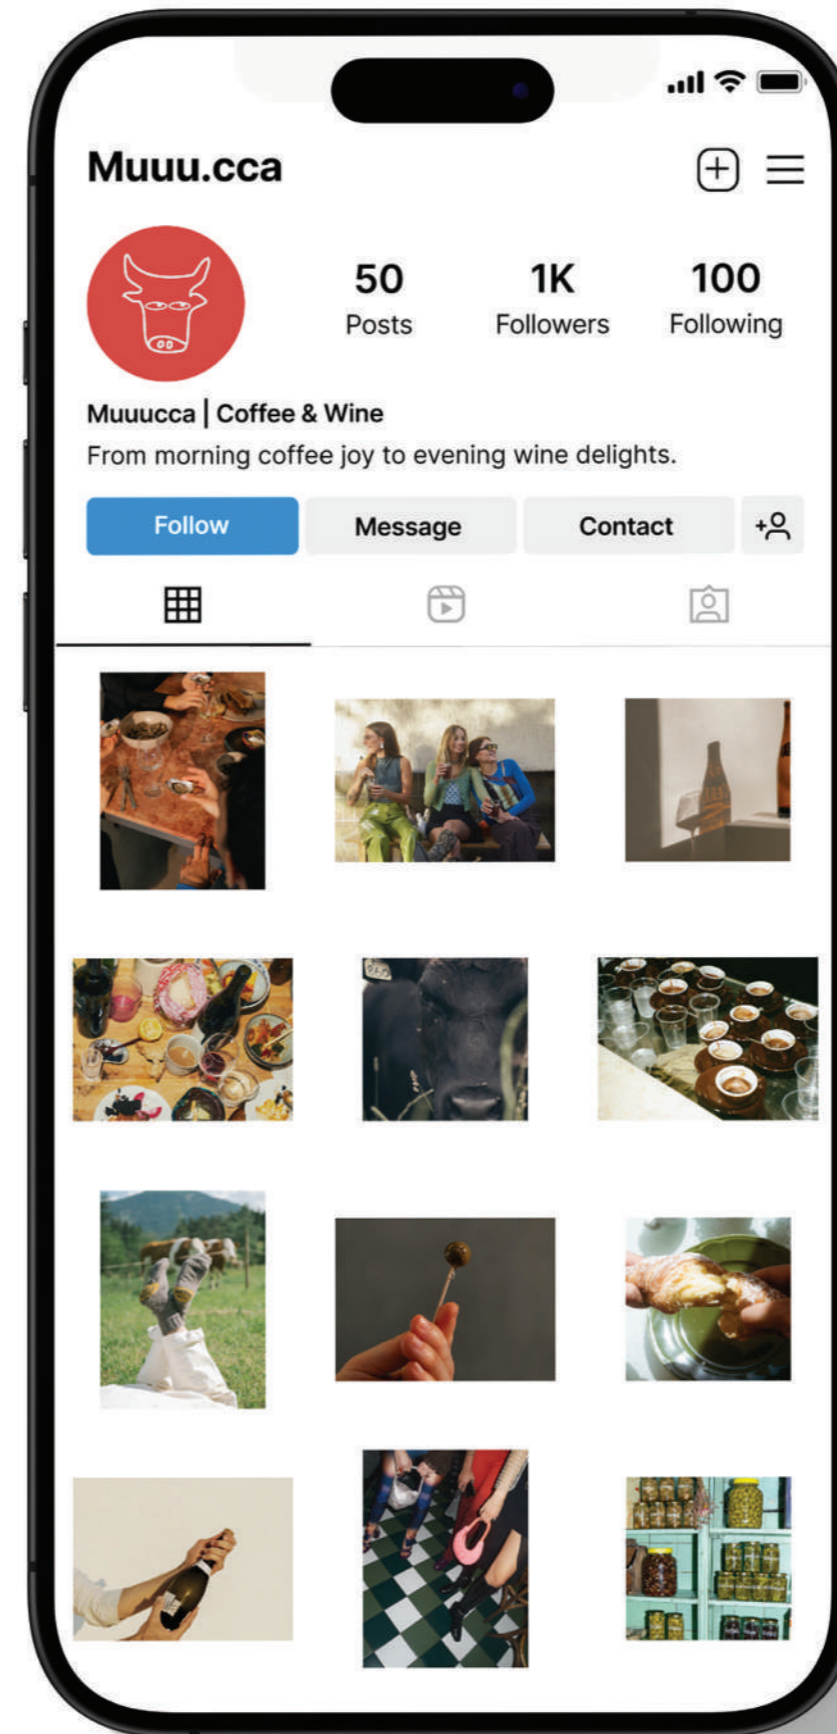 Muuu.cca
50
1K
100
Posts
Followers
Following
Muuucca | Coffee & Wine
From morning coffee joy to evening wine delights.
Follow
Message
Contact